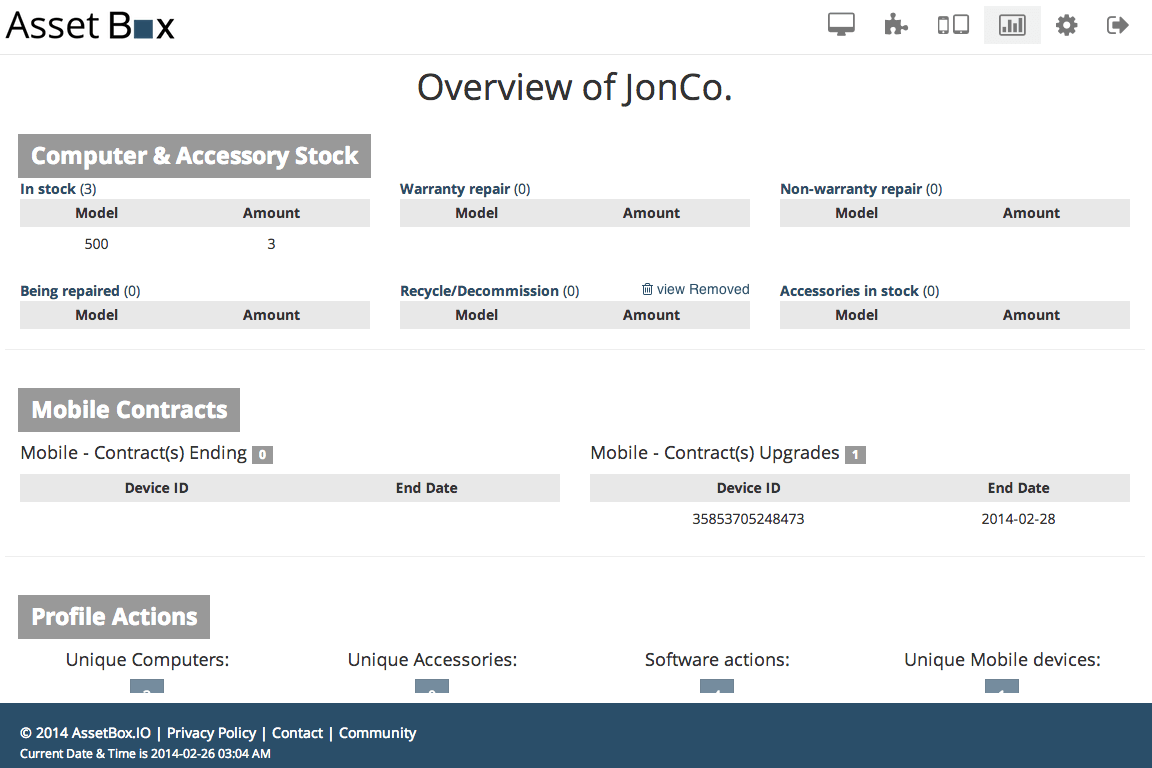 Asset Box
Overview of JonCo.
Computer & Accessory Stock
In stock (3)
Model Amount
500 3
Warranty repair (0)
Model Amount
Non-warranty repair (0)
Model Amount
Being repaired (0)
Model Amount
Recycle/Decommission (0) view Removed
Model Amount
Accessories in stock (0)
Model Amount
Mobile Contracts
Mobile - Contract(s) Ending 0
Device ID End Date
Mobile - Contract(s) Upgrades 1
Device ID End Date
35853705248473 2014-02-28
Profile Actions
Unique Computers:
Unique Accessories:
Software actions:
Unique Mobile devices:
© 2014 AssetBox.IO | Privacy Policy | Contact | Community
Current Date & Time is 2014-02-26 03:04 AM